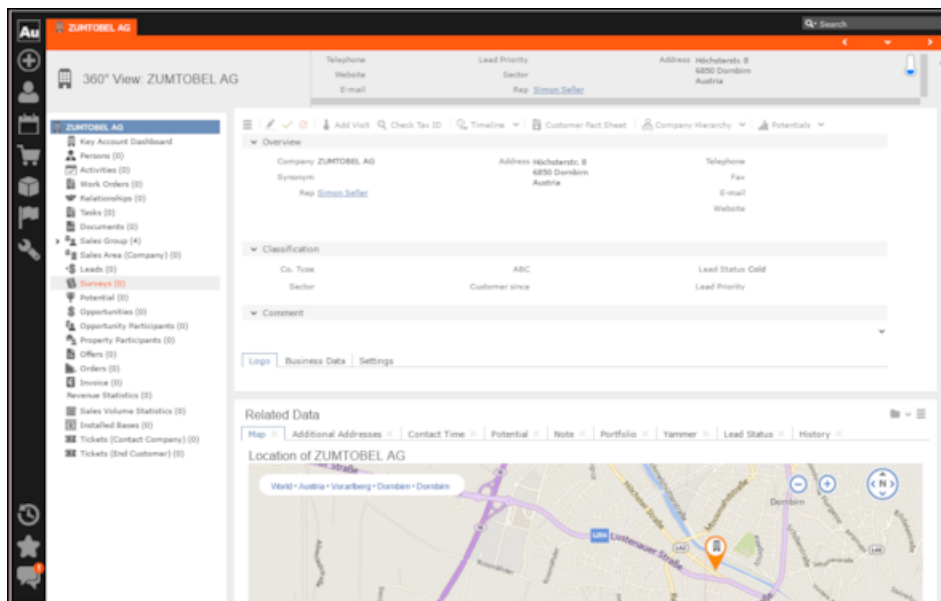 Au
ZUMTOBEL AG
Search
360° View: ZUMTOBEL AG
Telephone
Website
E-mail
Lead Priority
Sector
Rep Simon Seller
Address Höchsterstr. 8
6850 Dornbirn
Austria
ZUMTOBEL AG
Key Account Dashboard
Persons (0)
Activities (0)
Work Orders (0)
Relationships (0)
Tasks (0)
Documents (0)
Sales Group (4)
Sales Area (Company) (0)
Leads (0)
Surveys (0)
Potential (0)
Opportunities (0)
Opportunity Participants (0)
Property Participants (0)
Offers (0)
Orders (0)
Invoice (0)
Revenue Statistics (0)
Sales Volume Statistics (0)
Installed Bases (0)
Tickets (Contact Company) (0)
Tickets (End Customer) (0)
Add Visit Check Tax ID Timeline Customer Fact Sheet Company Hierarchy Potentials
Overview
Company ZUMTOBEL AG
Synonym
Rep Simon Seller
Address Höchsterstr. 8
6850 Dornbirn
Austria
Telephone
Fax
E-mail
Website
Classification
Co. Type ABC Lead Status Cold
Sector Customer since Lead Priority
Comment
Logo Business Data Settings
Related Data
Map Additional Addresses Contact Time Potential Note Portfolio Yammer Lead Status History
Location of ZUMTOBEL AG
World • Austria • Vorarlberg • Dornbirn • Dornbirn
N
Dornbirn
Lustenauer Straße
Höchster Straße